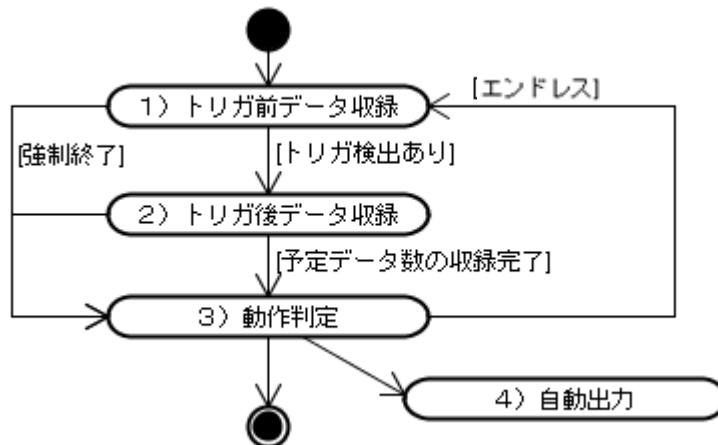 [エンドレス]
１）トリガ前データ収録
[強制終了]
[トリガ検出あり]
２）トリガ後データ収録
[予定データ数の収録完了]
３）動作判定
４）自動出力